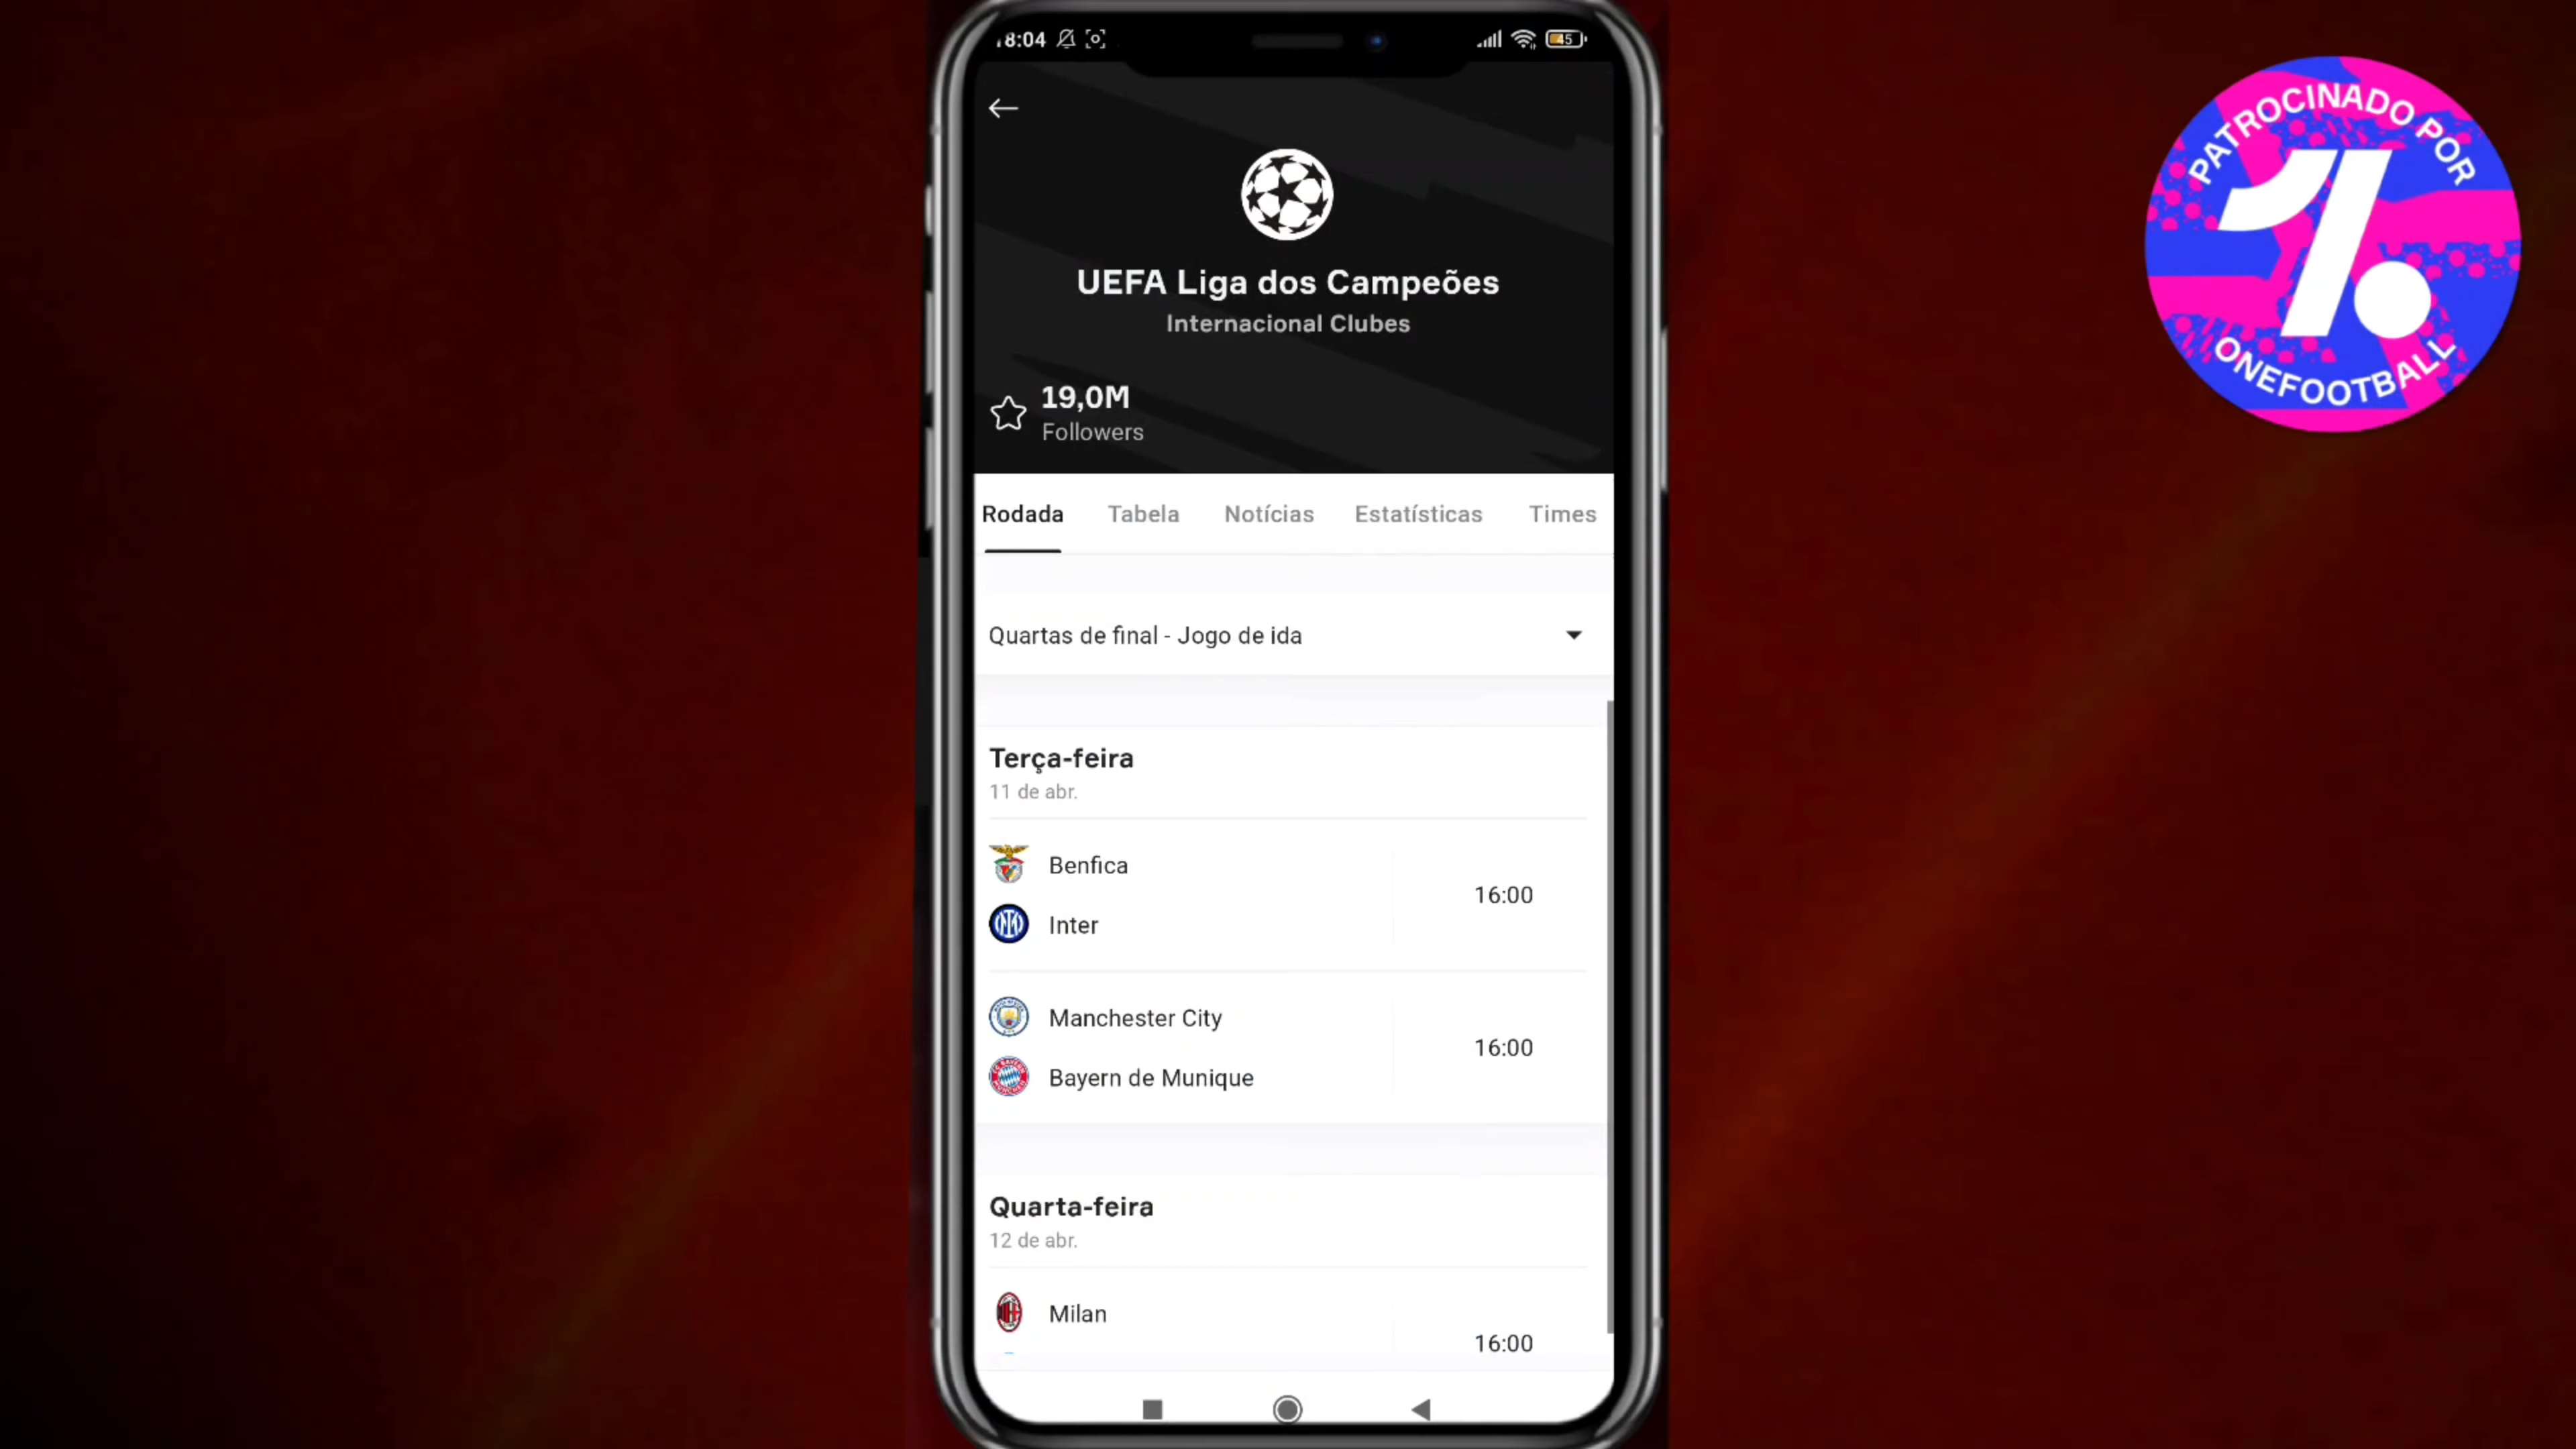 18:04
45
UEFA Liga dos Campeões
Internacional Clubes
19,0M
Followers
Rodada Tabela Notícias Estatísticas Times
Quartas de final - Jogo de ida
Terça-feira
11 de abr.
Benfica
16:00
Inter
Manchester City
16:00
Bayern de Munique
Quarta-feira
12 de abr.
Milan
16:00
PATROCINADO POR
ONEFOOTBALL